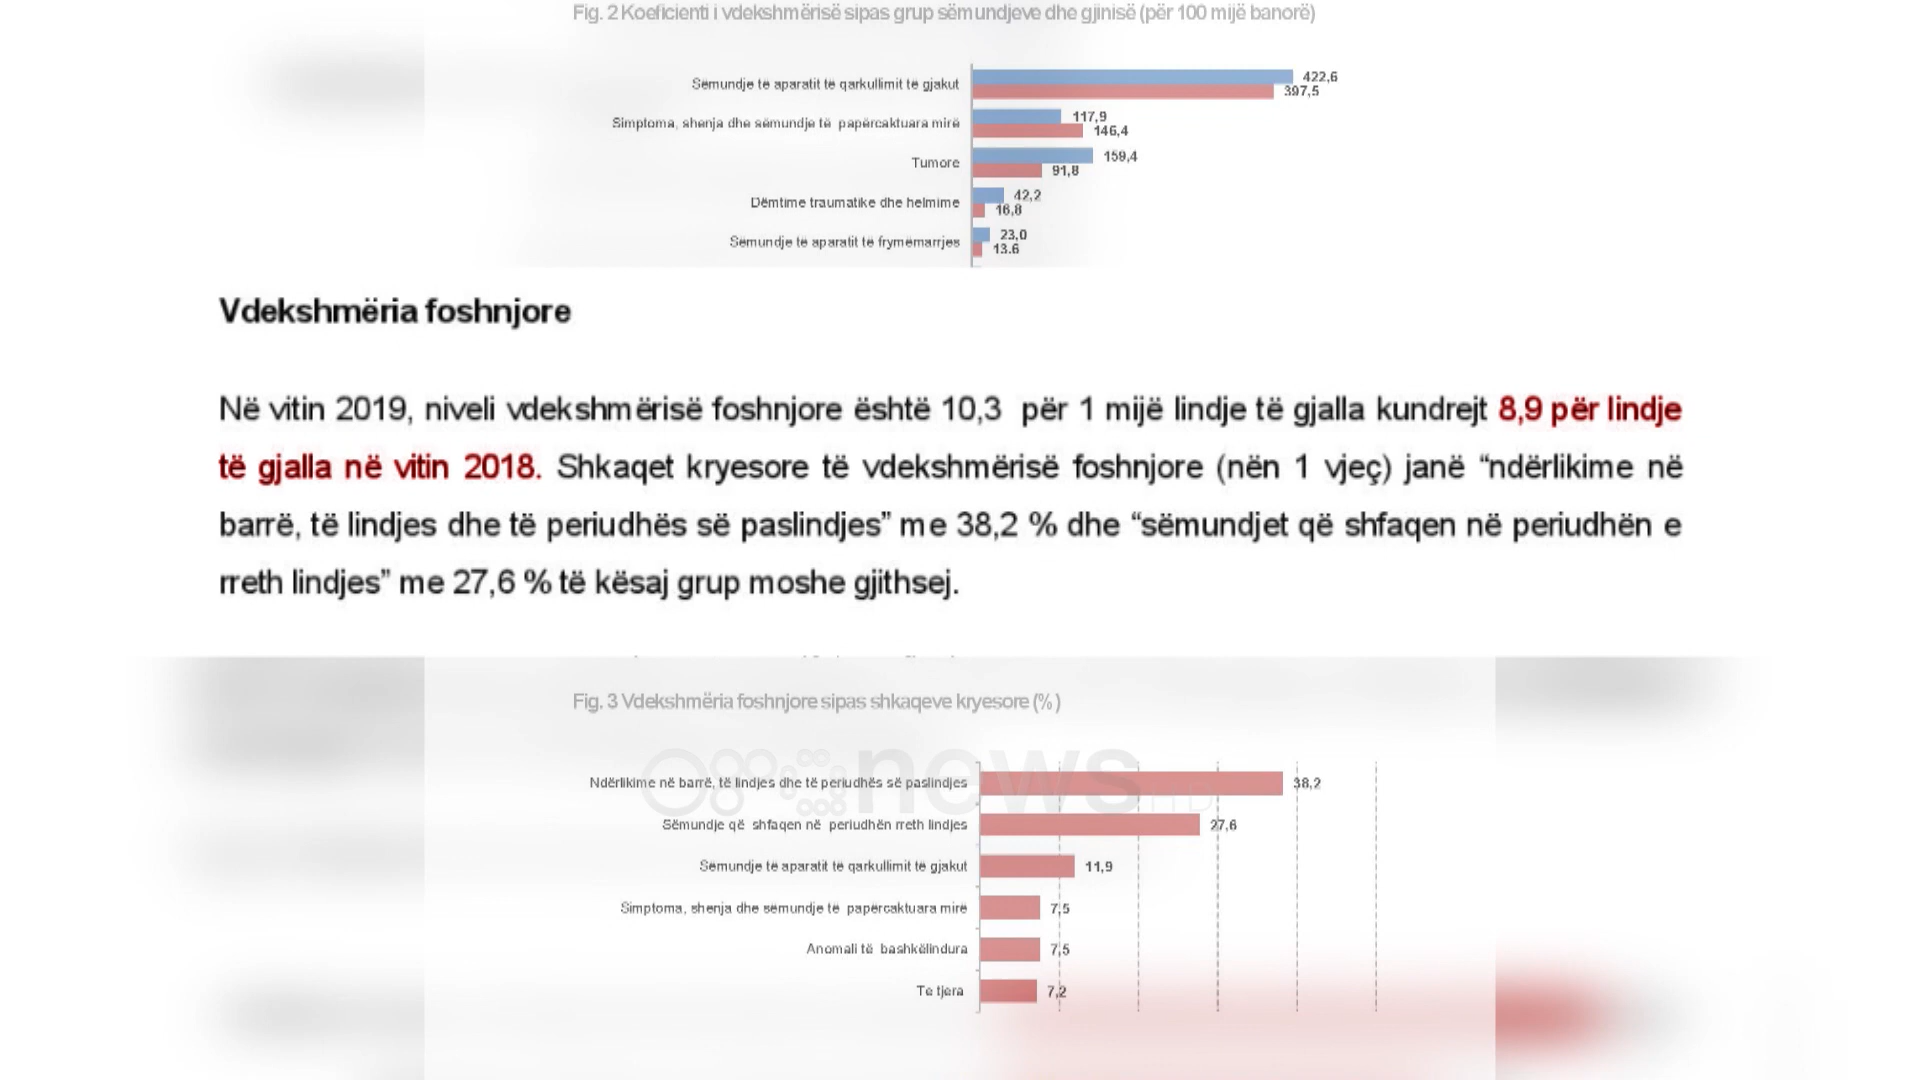 Fig. 2 Koeficienti i vdekshmërisë sipas grup sëmundjeve dhe gjinisë (për 100 mijë banorë)
Sëmundje të aparatit të qarkullimit të gjakut 422,6
397,5
Simptoma, shenja dhe sëmundje të papërcaktuara mirë 117,9
146,4
Tumore 159,4
91,8
Dëmtime traumatike dhe helmime 42,2
16,8
Sëmundje të aparatit të frymëmarrjes 23,0
13.6
Vdekshmëria foshnjore
Në vitin 2019, niveli vdekshmërisë foshnjore është 10,3 për 1 mijë lindje të gjalla kundrejt 8,9 për lindje
të gjalla në vitin 2018. Shkaqet kryesore të vdekshmërisë foshnjore (nën 1 vjeç) janë “ndërlikime në
barrë, të lindjes dhe të periudhës së paslindjes” me 38,2 % dhe “sëmundjet që shfaqen në periudhën e
rreth lindjes” me 27,6 % të kësaj grup moshe gjithsej.
Fig. 3 Vdekshmëria foshnjore sipas shkaqeve kryesore (%)
news
Ndërlikime në barrë, të lindjes dhe të periudhës së paslindjes 38,2
Sëmundje që shfaqen në periudhën rreth lindjes 27,6
Sëmundje të aparatit të qarkullimit të gjakut 11,9
Simptoma, shenja dhe sëmundje të papërcaktuara mirë 7,5
Anomali të bashkëlindura 7,5
Te tjera 7,2